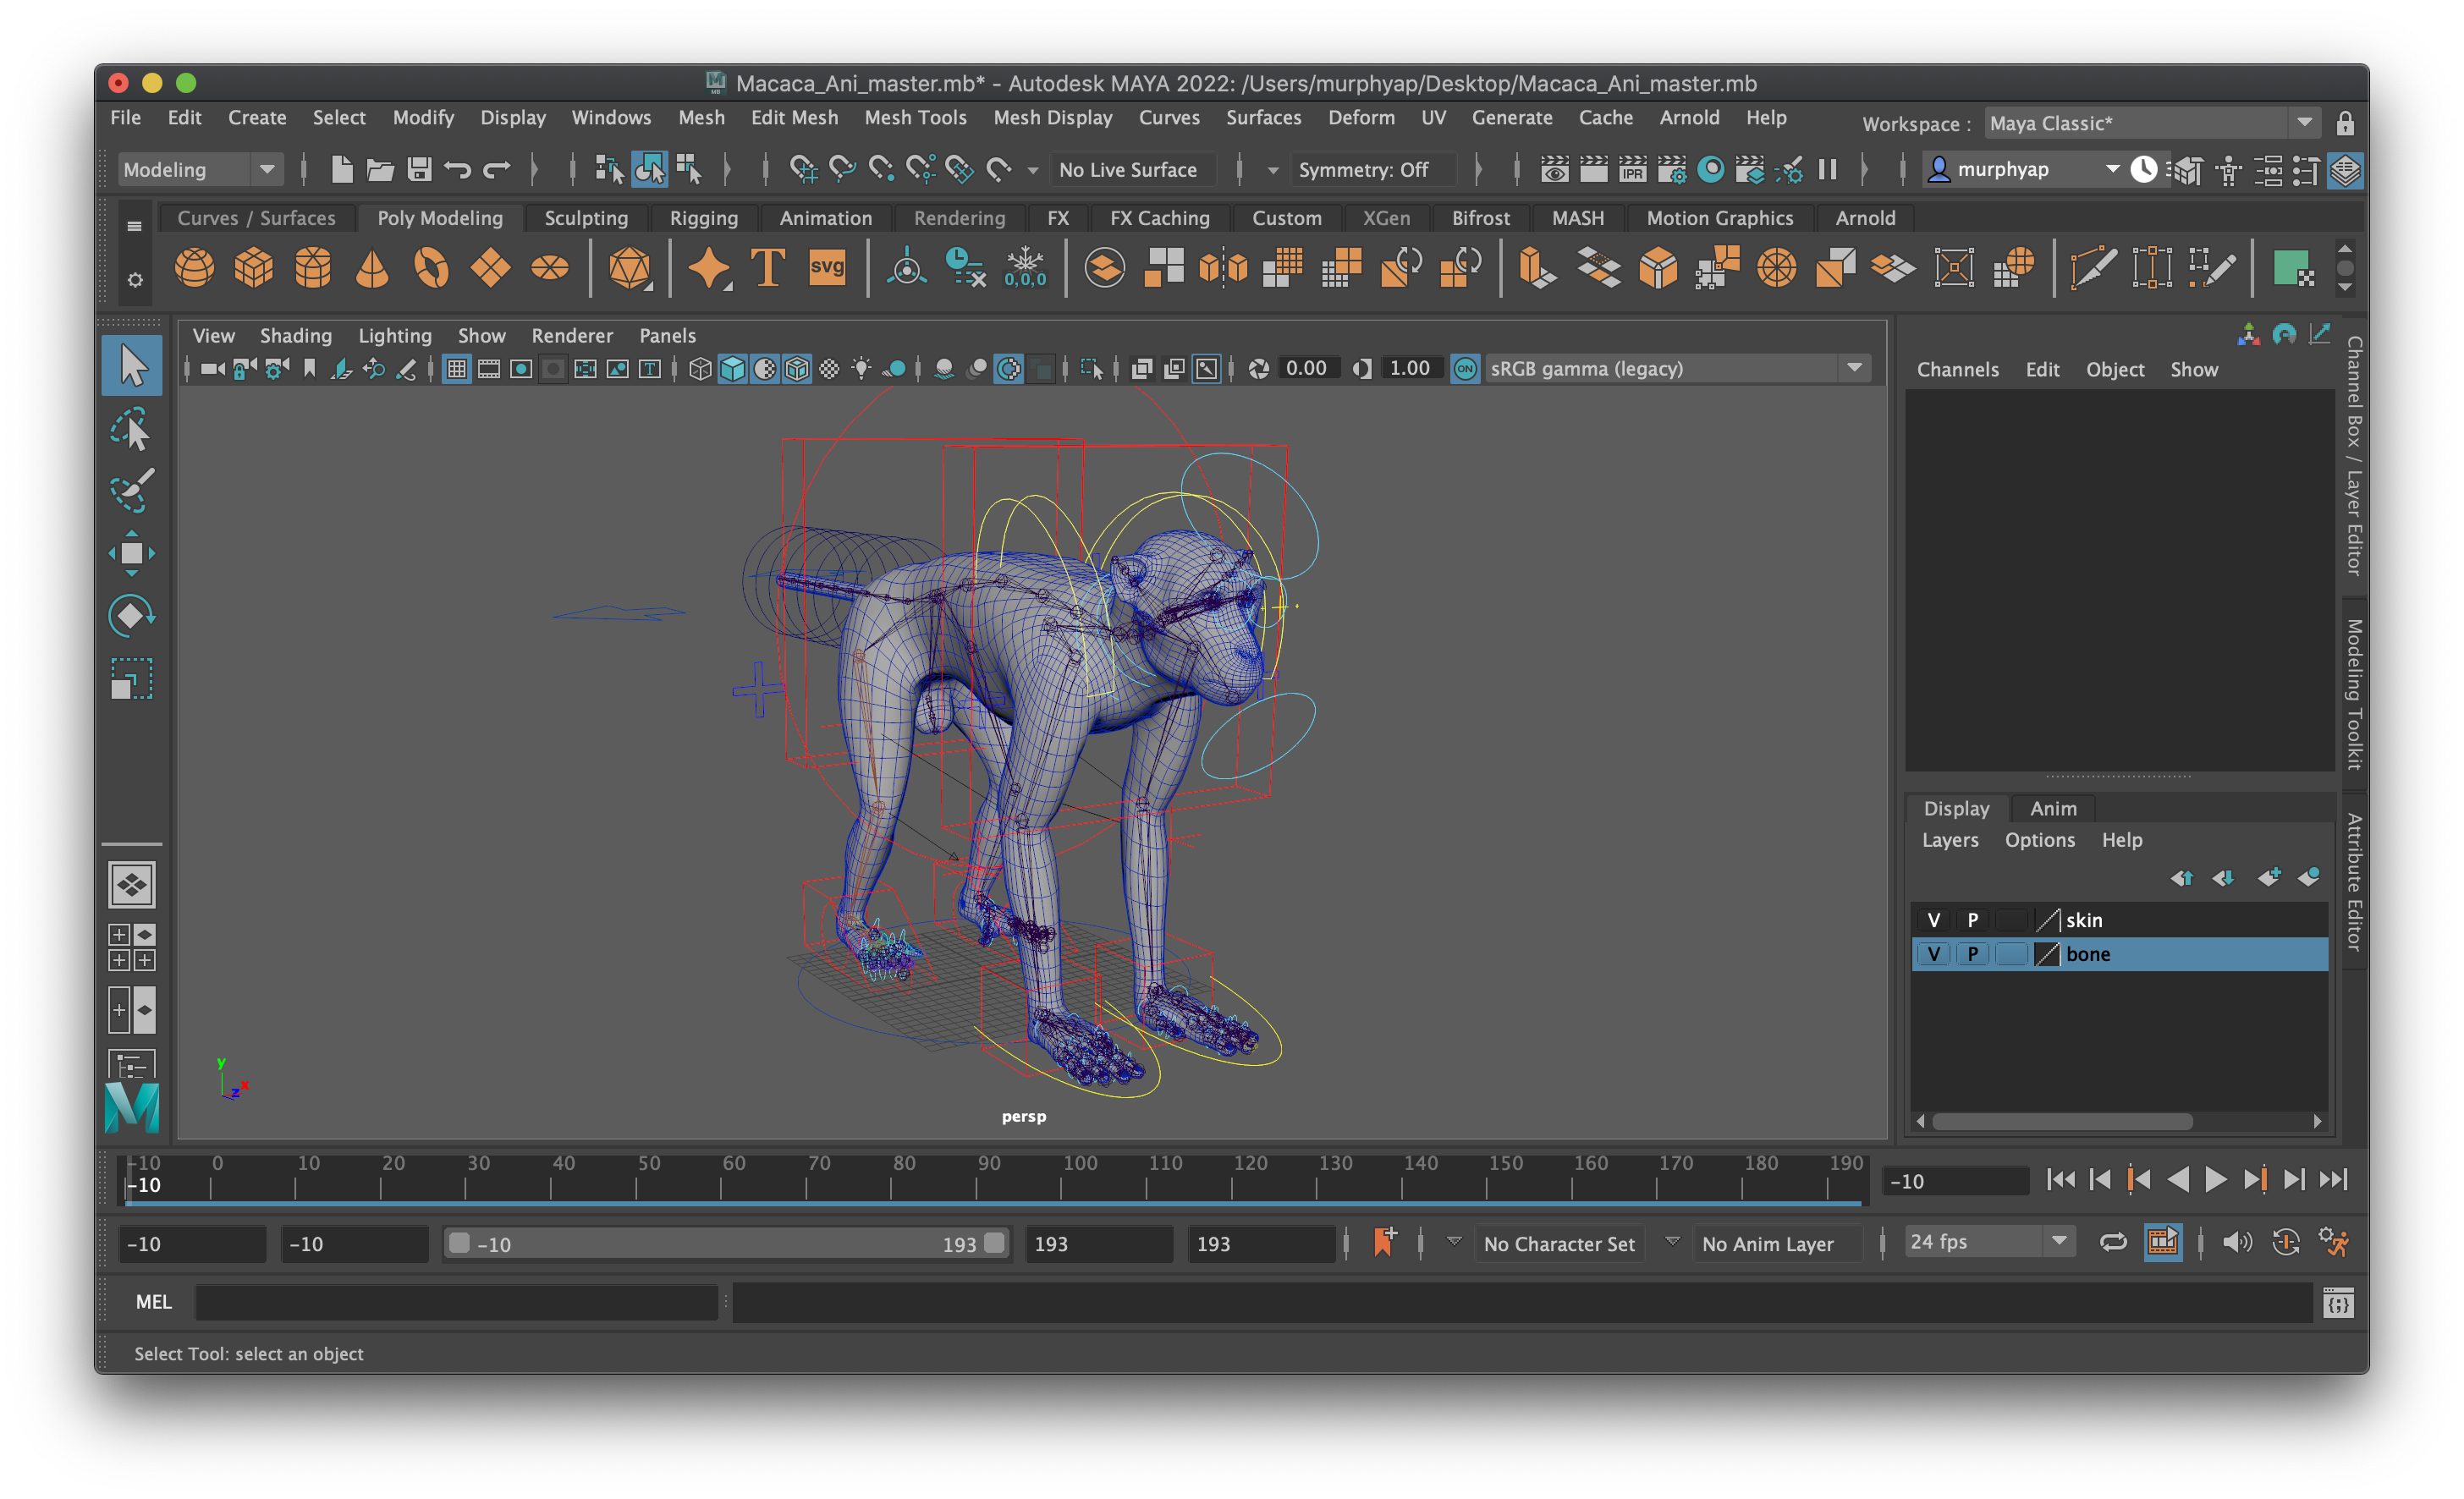 Macaca_Ani_master.mb* - Autodesk MAYA 2022: /Users/murphyap/Desktop/Macaca_Ani_master.mb
File Edit Create Select Modify Display Windows Mesh Edit Mesh Mesh Tools Mesh Display Curves Surfaces Deform UV Generate Cache Arnold Help Workspace : Maya Classic*
Modeling No Live Surface Symmetry: Off IPR murphyap
Curves / Surfaces Poly Modeling Sculpting Rigging Animation Rendering FX FX Caching Custom XGen Bifrost MASH Motion Graphics Arnold
T svg 0,0,0
View Shading Lighting Show Renderer Panels
0.00 1.00 ON sRGB gamma (legacy)
Channels Edit Object Show
Channel Box / Layer Editor
Modeling Toolkit
Attribute Editor
Display Anim
Layers Options Help
V P skin
V P bone
y
x
z
persp
-10 0 10 20 30 40 50 60 70 80 90 100 110 120 130 140 150 160 170 180 190
-10
-10
-10 -10 -10 193 193 193 No Character Set No Anim Layer 24 fps
MEL
Select Tool: select an object